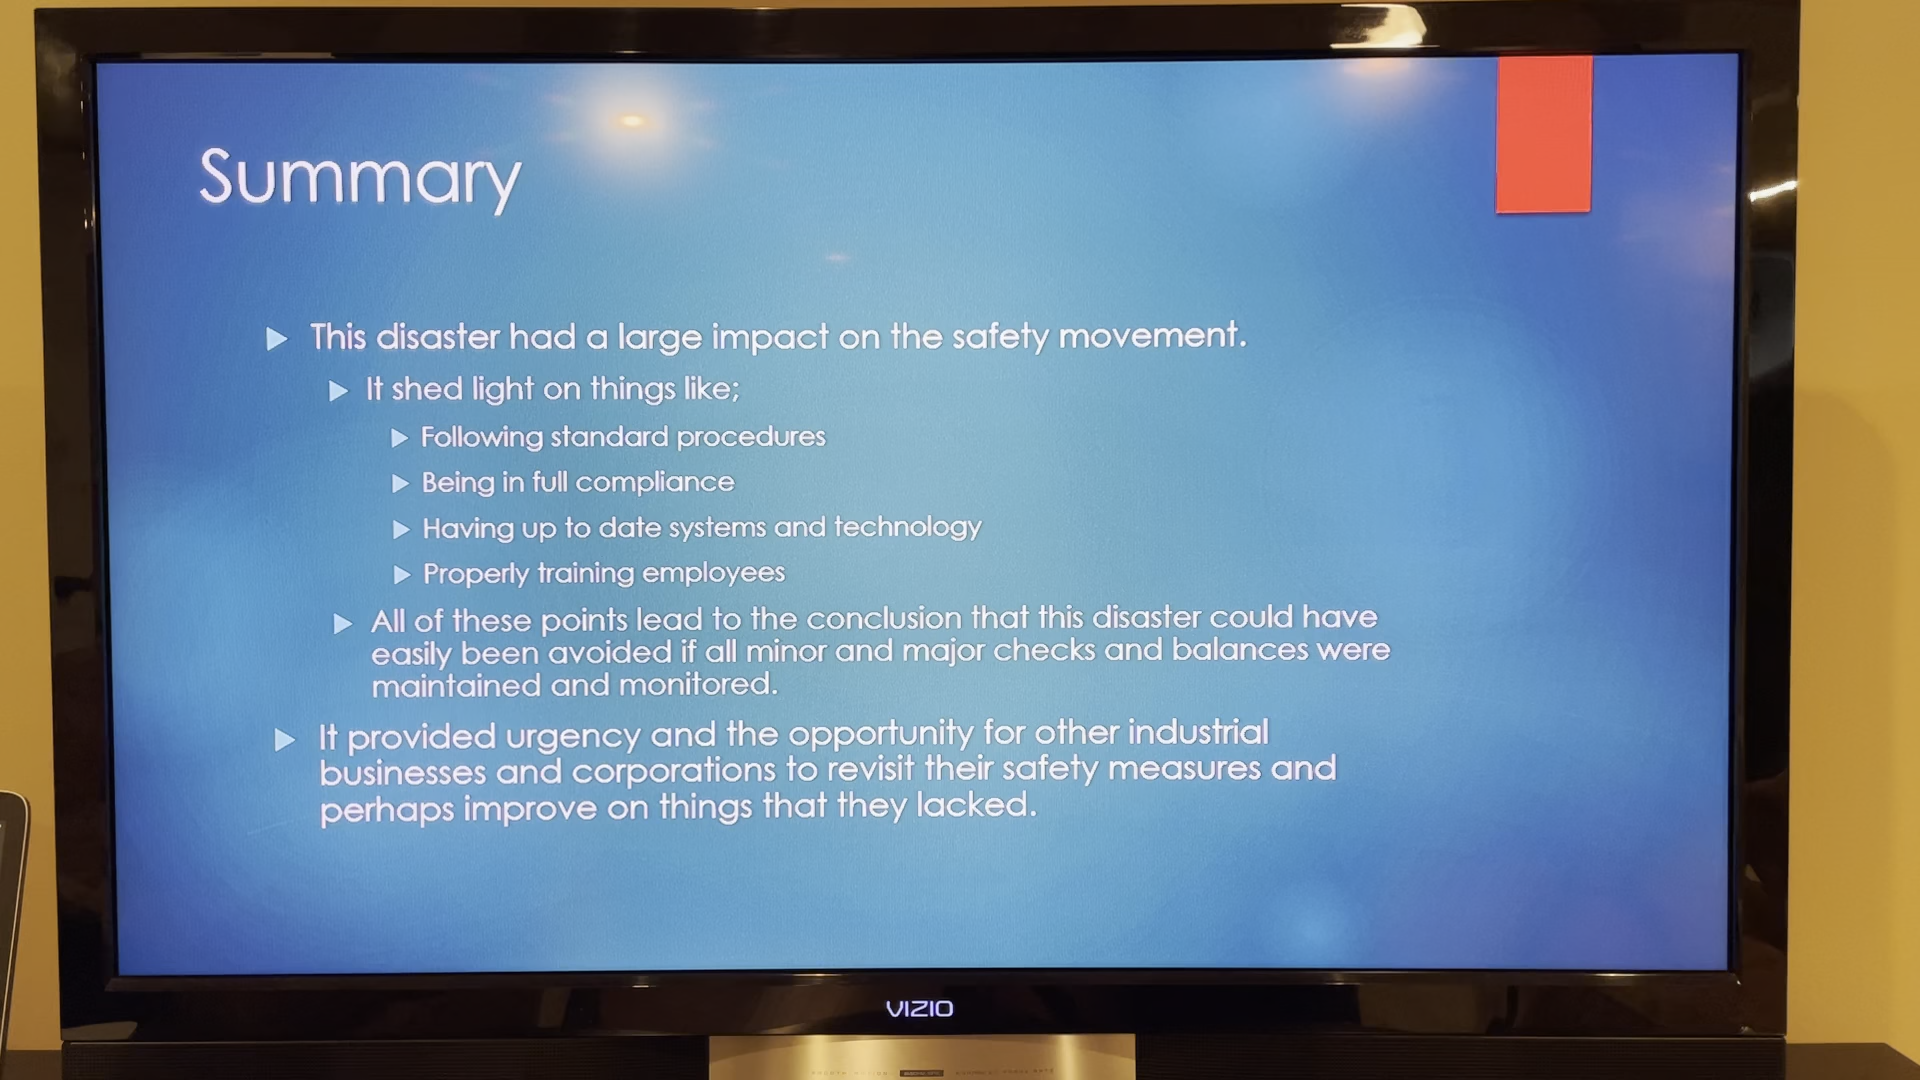 Summary
This disaster had a large impact on the safety movement.
It shed light on things like;
Following standard procedures
Being in full compliance
Having up to date systems and technology
Properly training employees
All of these points lead to the conclusion that this disaster could have
easily been avoided if all minor and major checks and balances were
maintained and monitored.
It provided urgency and the opportunity for other industrial
businesses and corporations to revisit their safety measures and
perhaps improve on things that they lacked.
VIZIO